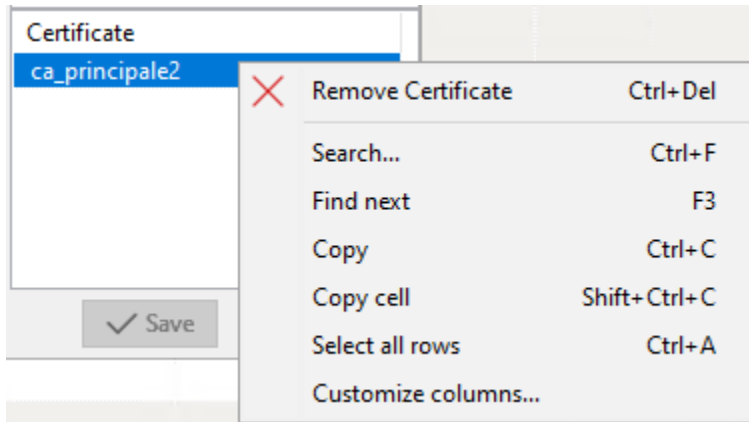 Certificate
ca_principale2
Remove Certificate Ctrl+Del
Search... Ctrl+F
Find next F3
Copy Ctrl+C
Copy cell Shift+Ctrl+C
Save
Select all rows Ctrl+A
Customize columns...